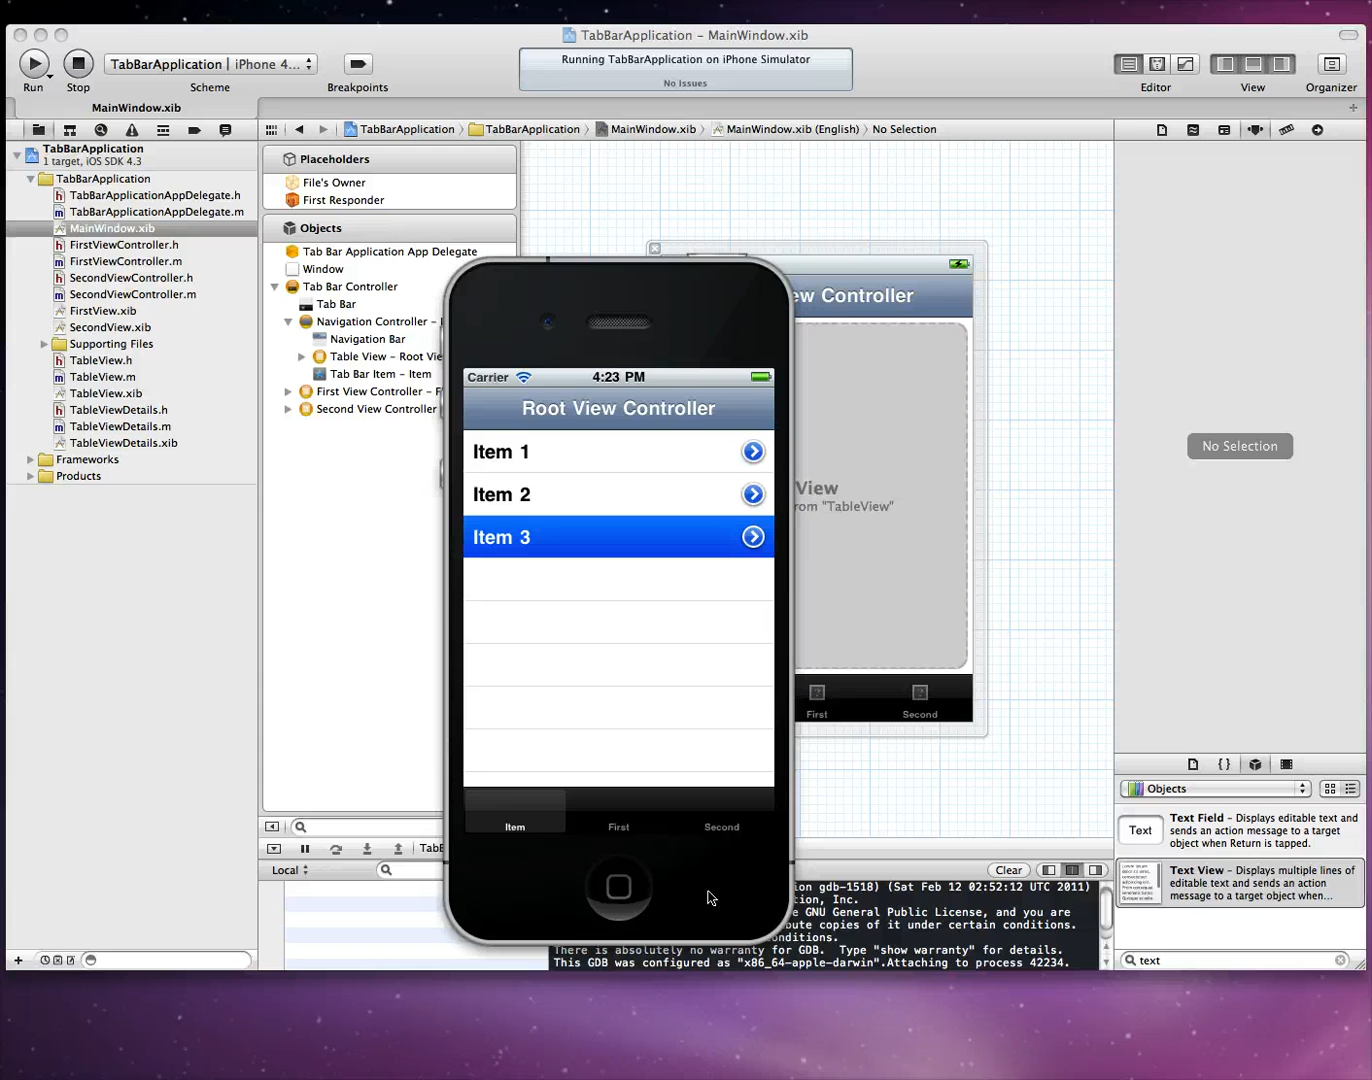 TabBarApplication – MainWindow.xib
Run
Stop
TabBarApplication | iPhone 4...
Scheme
Breakpoints
Running TabBarApplication on iPhone Simulator
No Issues
Editor
View
Organizer
MainWindow.xib
TabBarApplication
1 target, iOS SDK 4.3
TabBarApplication
TabBarApplicationAppDelegate.h
TabBarApplicationAppDelegate.m
MainWindow.xib
FirstViewController.h
FirstViewController.m
SecondViewController.h
SecondViewController.m
FirstView.xib
SecondView.xib
Supporting Files
TableView.h
TableView.m
TableView.xib
TableViewDetails.h
TableViewDetails.m
TableViewDetails.xib
Frameworks
Products
TabBarApplication
TabBarApplication
MainWindow.xib
MainWindow.xib (English)
No Selection
Placeholders
File's Owner
First Responder
Objects
Tab Bar Application App Delegate
Window
Tab Bar Controller
Tab Bar
Navigation Controller –
Navigation Bar
Table View – Root Vie
Tab Bar Item – Item
First View Controller – F
Second View Controller
ew Controller
View
rom "TableView"
First
Second
Carrier
4:23 PM
Root View Controller
Item 1
Item 2
Item 3
Item
First
Second
No Selection
Objects
Text
Text Field – Displays editable text and
sends an action message to a target
object when Return is tapped.
Text View – Displays multiple lines of
editable text and sends an action
message to a target object when...
text
TabB
Local
Clear
ion gdb-1518) (Sat Feb 12 02:52:12 UTC 2011)
tion, Inc.
e GNU General Public License, and you are
bute copies of it under certain conditions.
onditions.
There is absolutely no warranty for GDB.  Type "show warranty" for details.
This GDB was configured as "x86_64-apple-darwin".Attaching to process 42234.